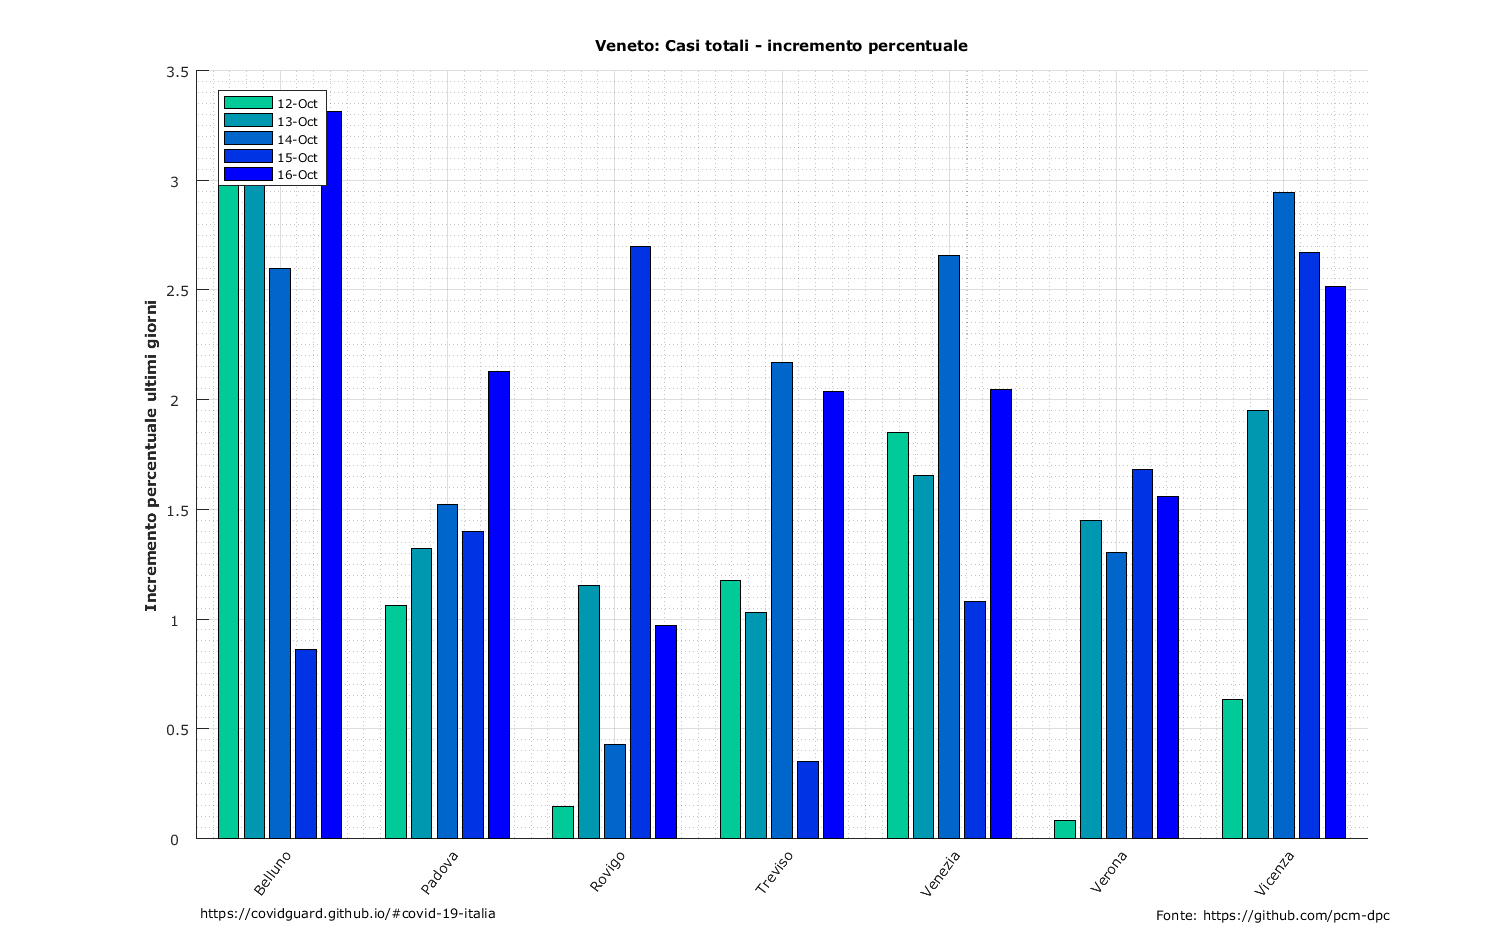 Veneto: Casi totali - incremento percentuale
Incremento percentuale ultimi giorni
3.5
3
2.5
2
1.5
1
0.5
0
12-Oct
13-Oct
14-Oct
15-Oct
16-Oct
Belluno
Padova
Rovigo
Treviso
Venezia
Verona
Vicenza
https://covidguard.github.io/#covid-19-italia
Fonte: https://github.com/pcm-dpc